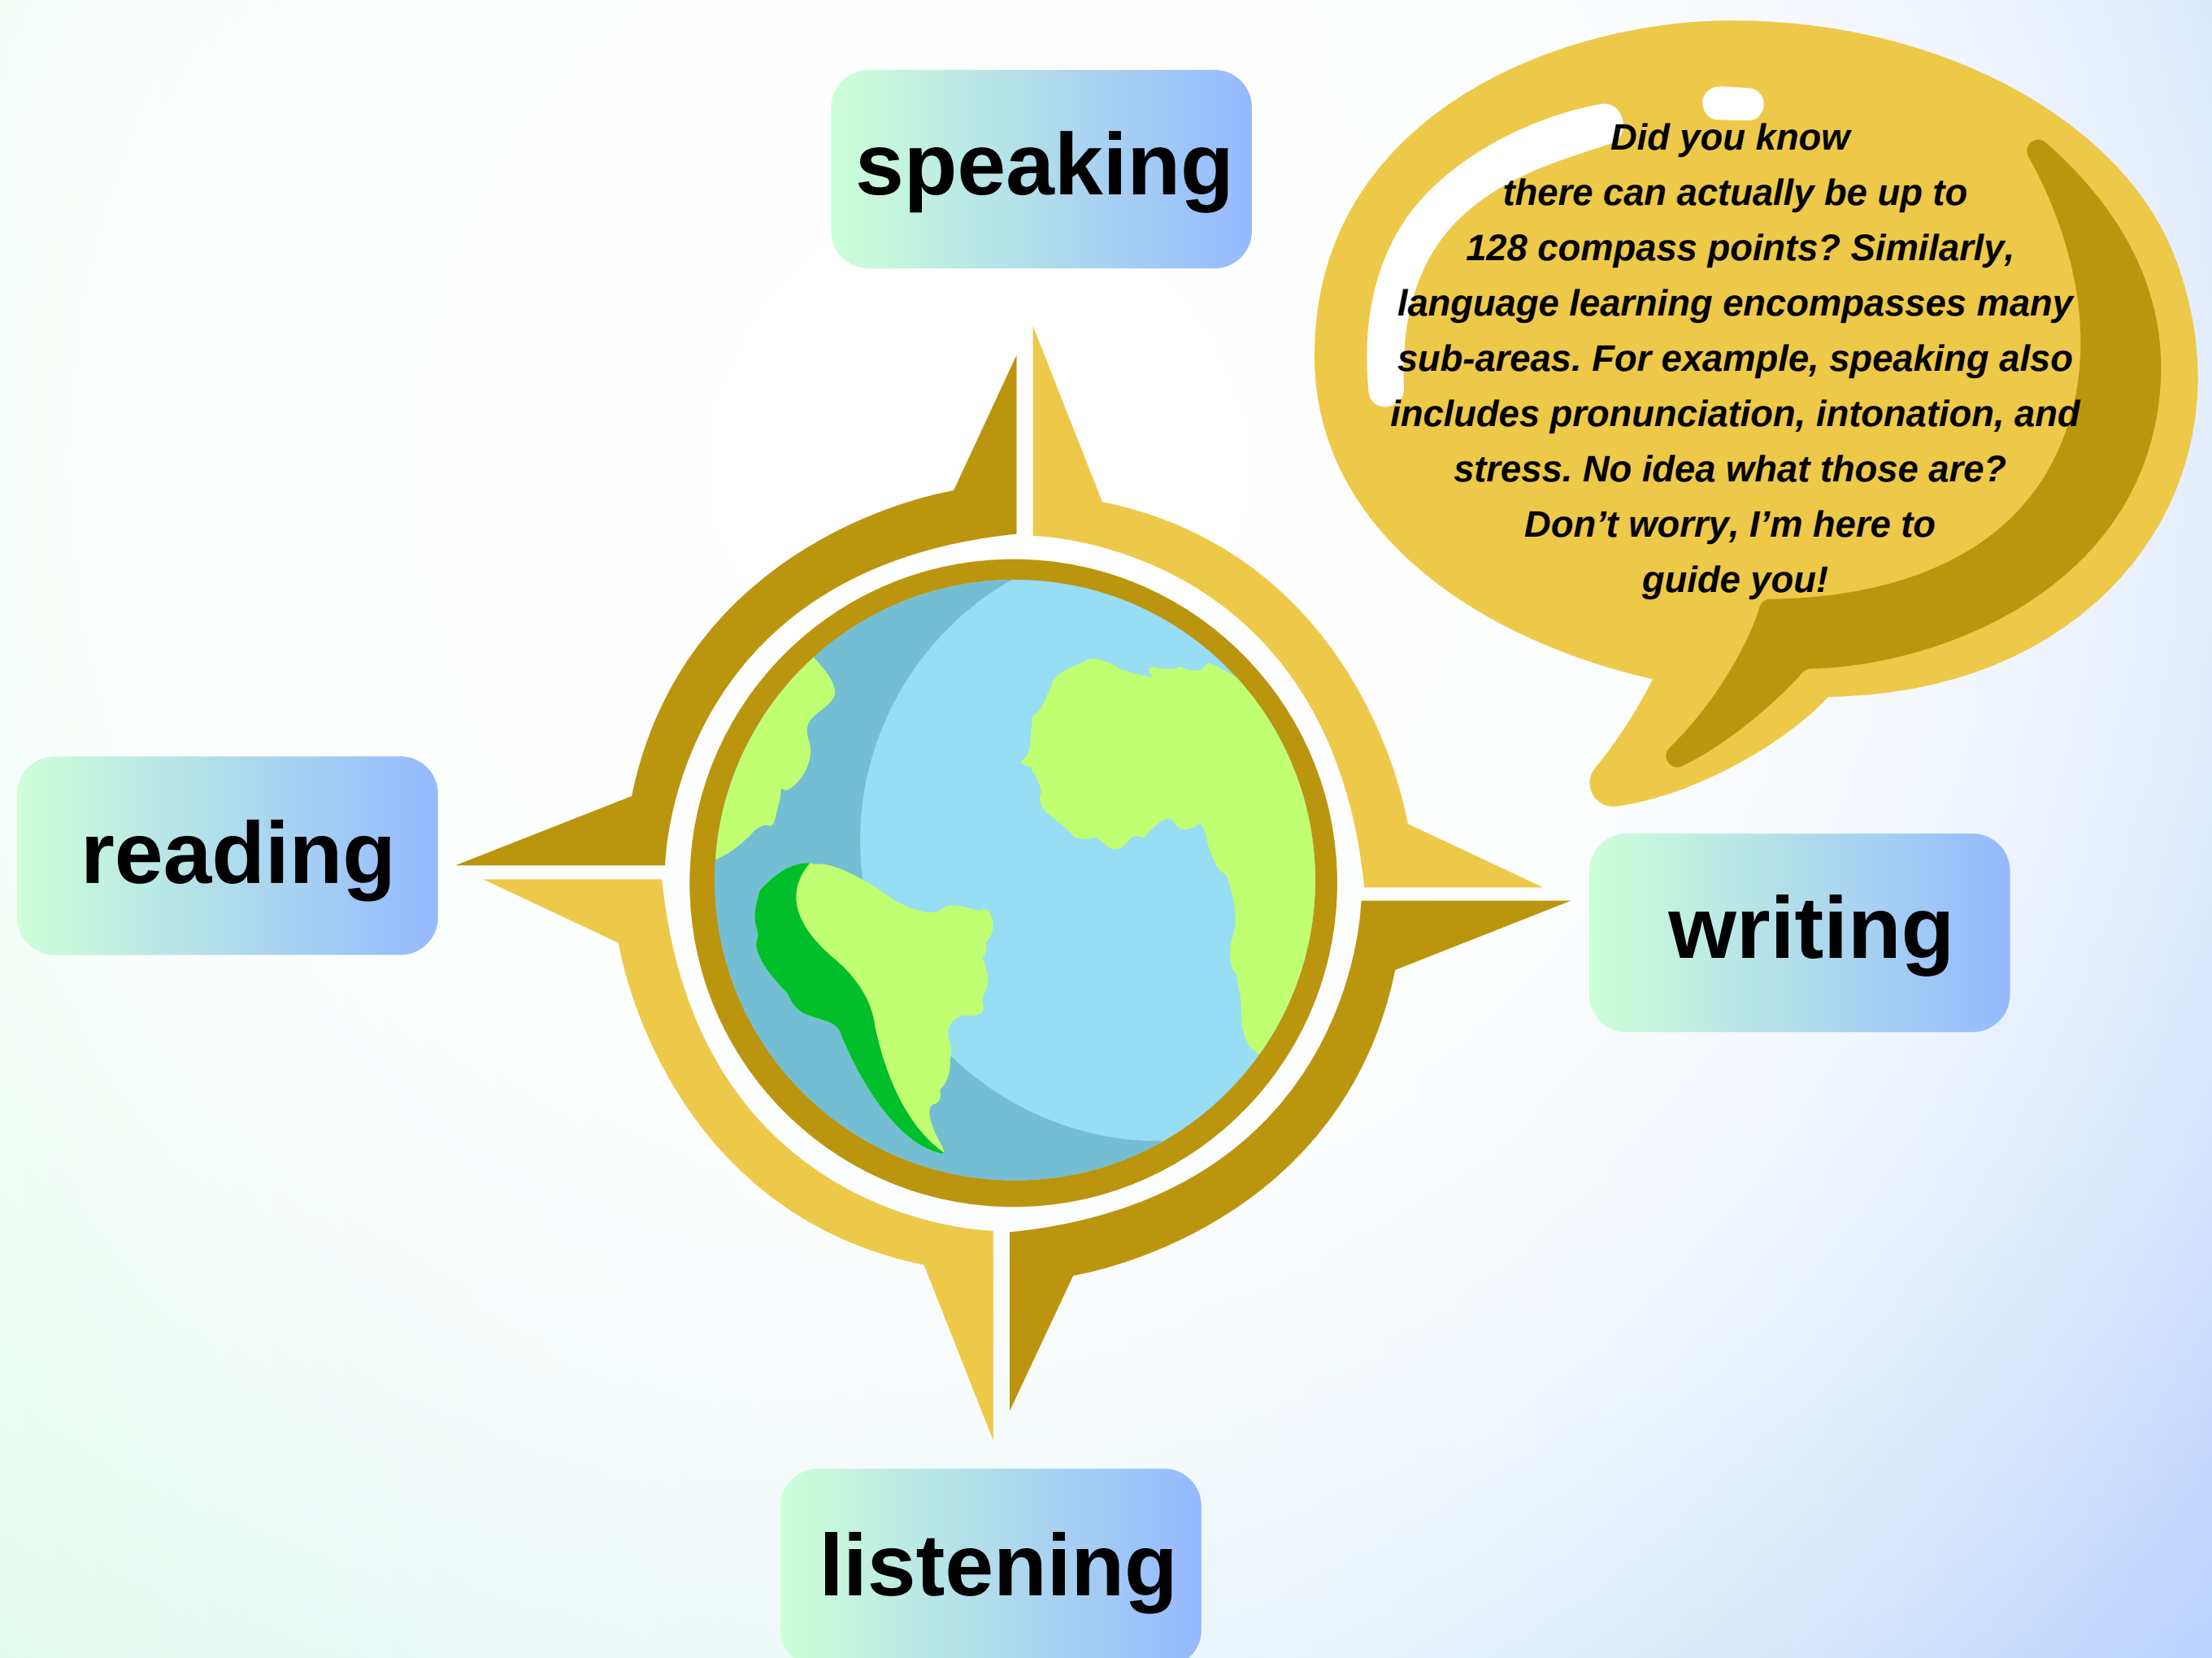 speaking
Did you know
there can actually be up to
128 compass points? Similarly,
language learning encompasses many
sub-areas. For example, speaking also
includes pronunciation, intonation, and
stress. No idea what those are?
Don’t worry, I’m here to
guide you!
reading
writing
listening